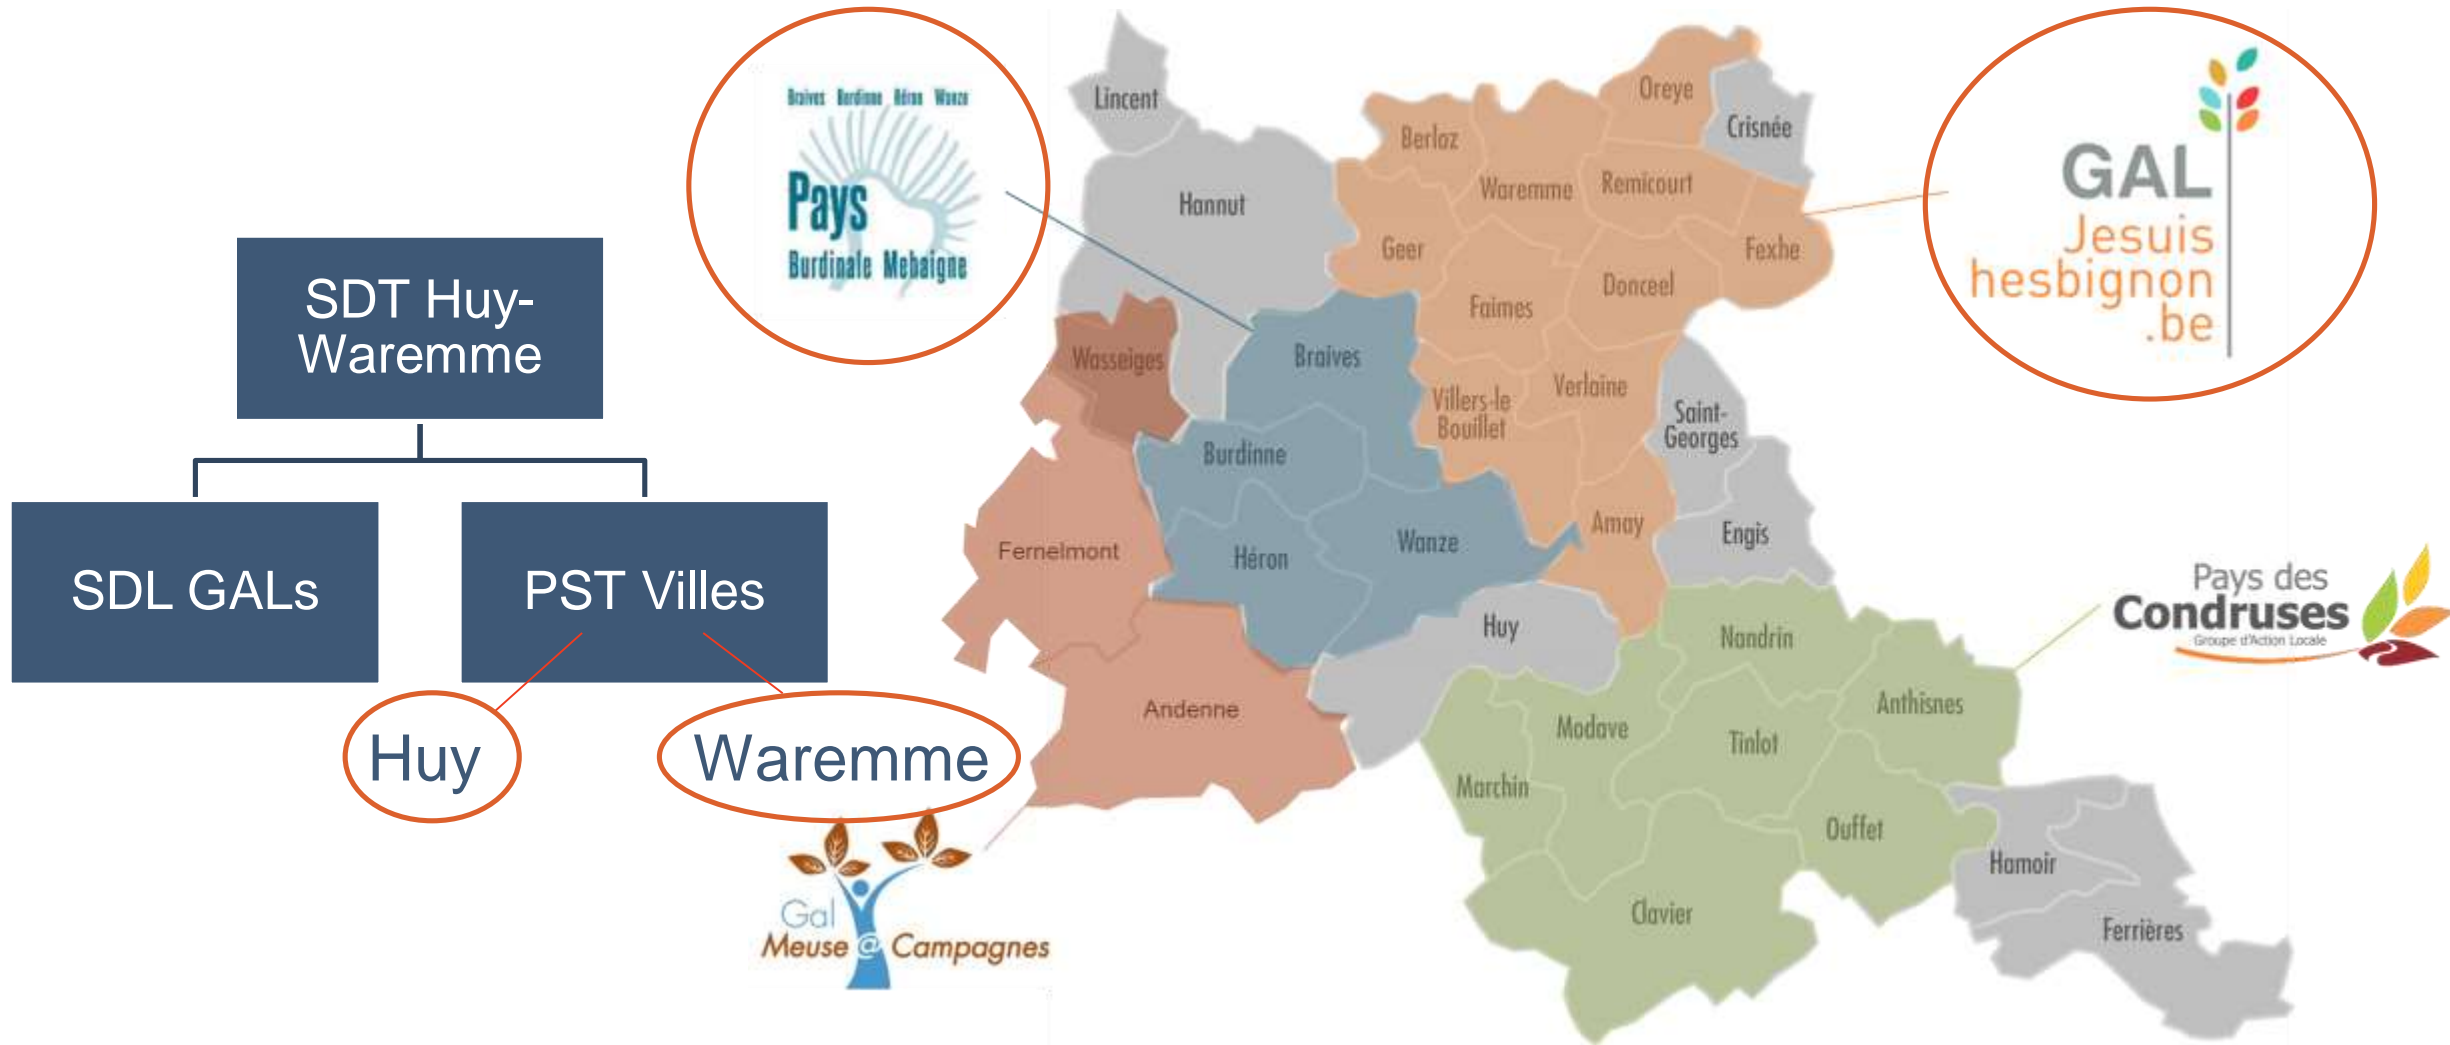 SDT Huy-
Waremme
SDL GALs
PST Villes
Huy
Waremme
Braives Burdinne Héron Wanze
Pays
Burdinale Mehaigne
GAL
Jesuis
hesbignon
.be
Pays des
Condruses
Groupe d'Action Locale
Gal
Meuse @ Campagnes
Lincent
Hannut
Wasseiges
Fernelmont
Andenne
Braives
Burdinne
Héron
Wanze
Huy
Oreye
Crisnée
Berloz
Waremme
Remicourt
Geer
Fexhe
Donceel
Faimes
Verlaine
Villers-le
Bouillet
Saint-
Georges
Amay
Engis
Nandrin
Anthisnes
Modave
Tinlot
Marchin
Ouffet
Clavier
Hamoir
Ferrières